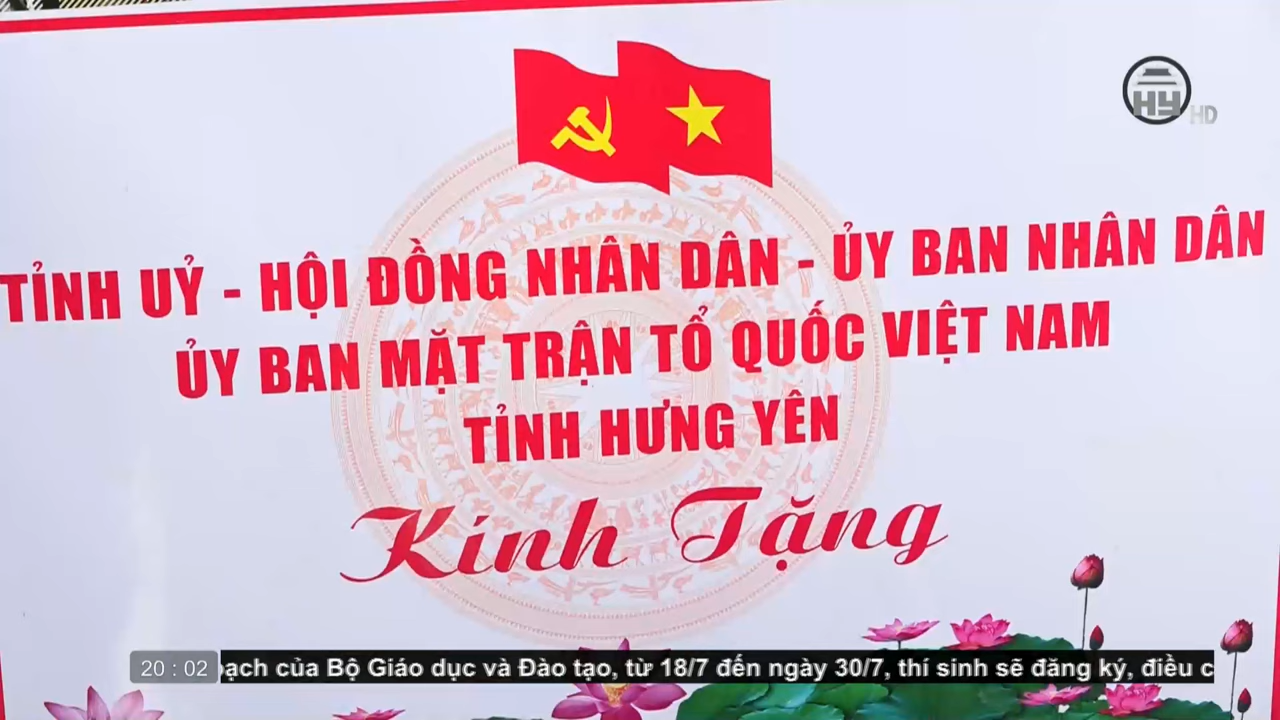 HY HD
TỈNH UỶ - HỘI ĐỒNG NHÂN DÂN - ỦY BAN NHÂN DÂN
ỦY BAN MẶT TRẬN TỔ QUỐC VIỆT NAM
TỈNH HƯNG YÊN
Kính Tặng
20 : 02 của Bộ Giáo dục và Đào tạo, từ 18/7 đến ngày 30/7, thí sinh sẽ đăng ký, điều c